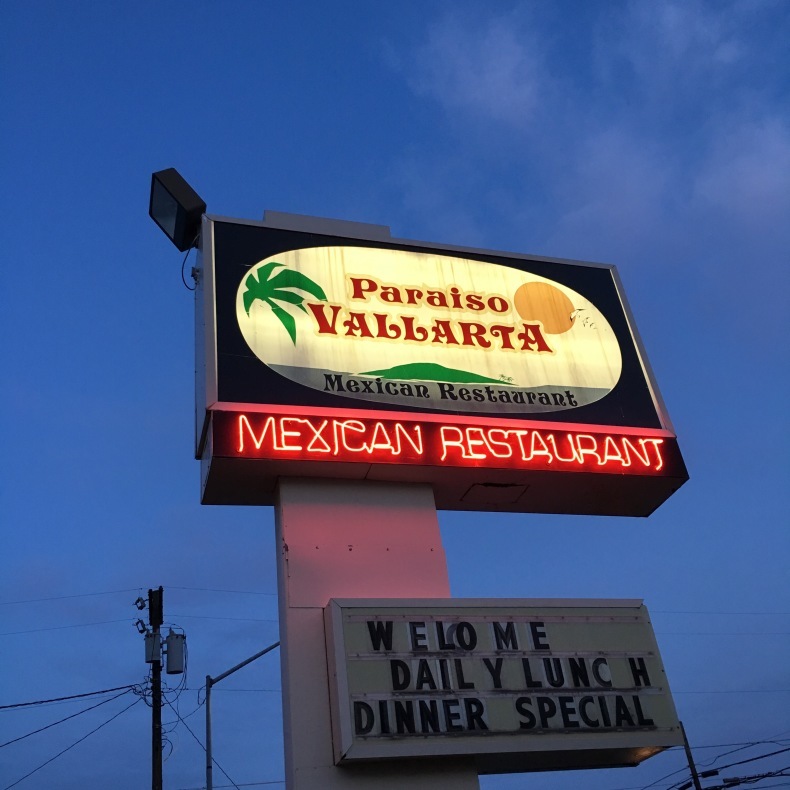 Paraiso
VALLARTA
Mexican Restaurant
MEXICAN RESTAURANT
WELOME
DAILY LUNCH
DINNER SPECIAL